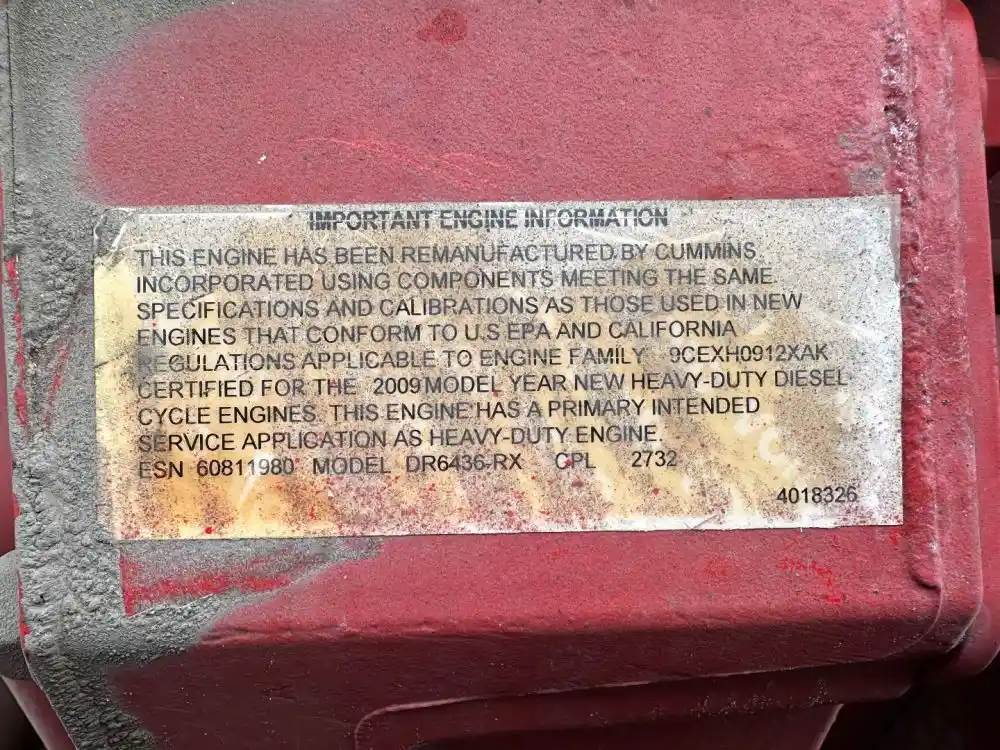 IMPORTANT ENGINE INFORMATION
THIS ENGINE HAS BEEN REMANUFACTURED BY CUMMINS
INCORPORATED USING COMPONENTS MEETING THE SAME
SPECIFICATIONS AND CALIBRATIONS AS THOSE USED IN NEW
ENGINES THAT CONFORM TO U.S EPA AND CALIFORNIA
REGULATIONS APPLICABLE TO ENGINE FAMILY 9CEXH0912XAK
CERTIFIED FOR THE 2009 MODEL YEAR NEW HEAVY-DUTY DIESEL
CYCLE ENGINES. THIS ENGINE HAS A PRIMARY INTENDED
SERVICE APPLICATION AS HEAVY-DUTY ENGINE.
ESN 60811980 MODEL DR6436-RX CPL 2732
4018326